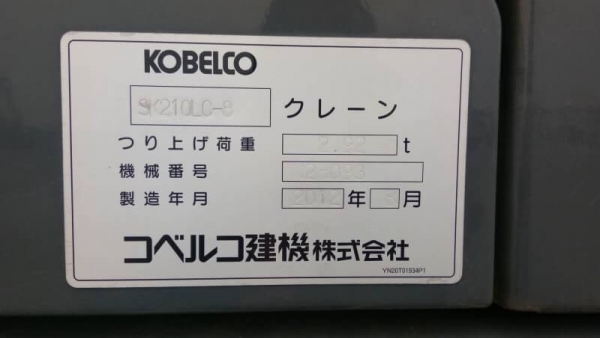 KOBELCO
SK210LC-8 クレーン
つり上げ荷重 2.92 t
機械番号
製造年月 2012 年 月
コベルコ建機株式会社
YN20T01934P1